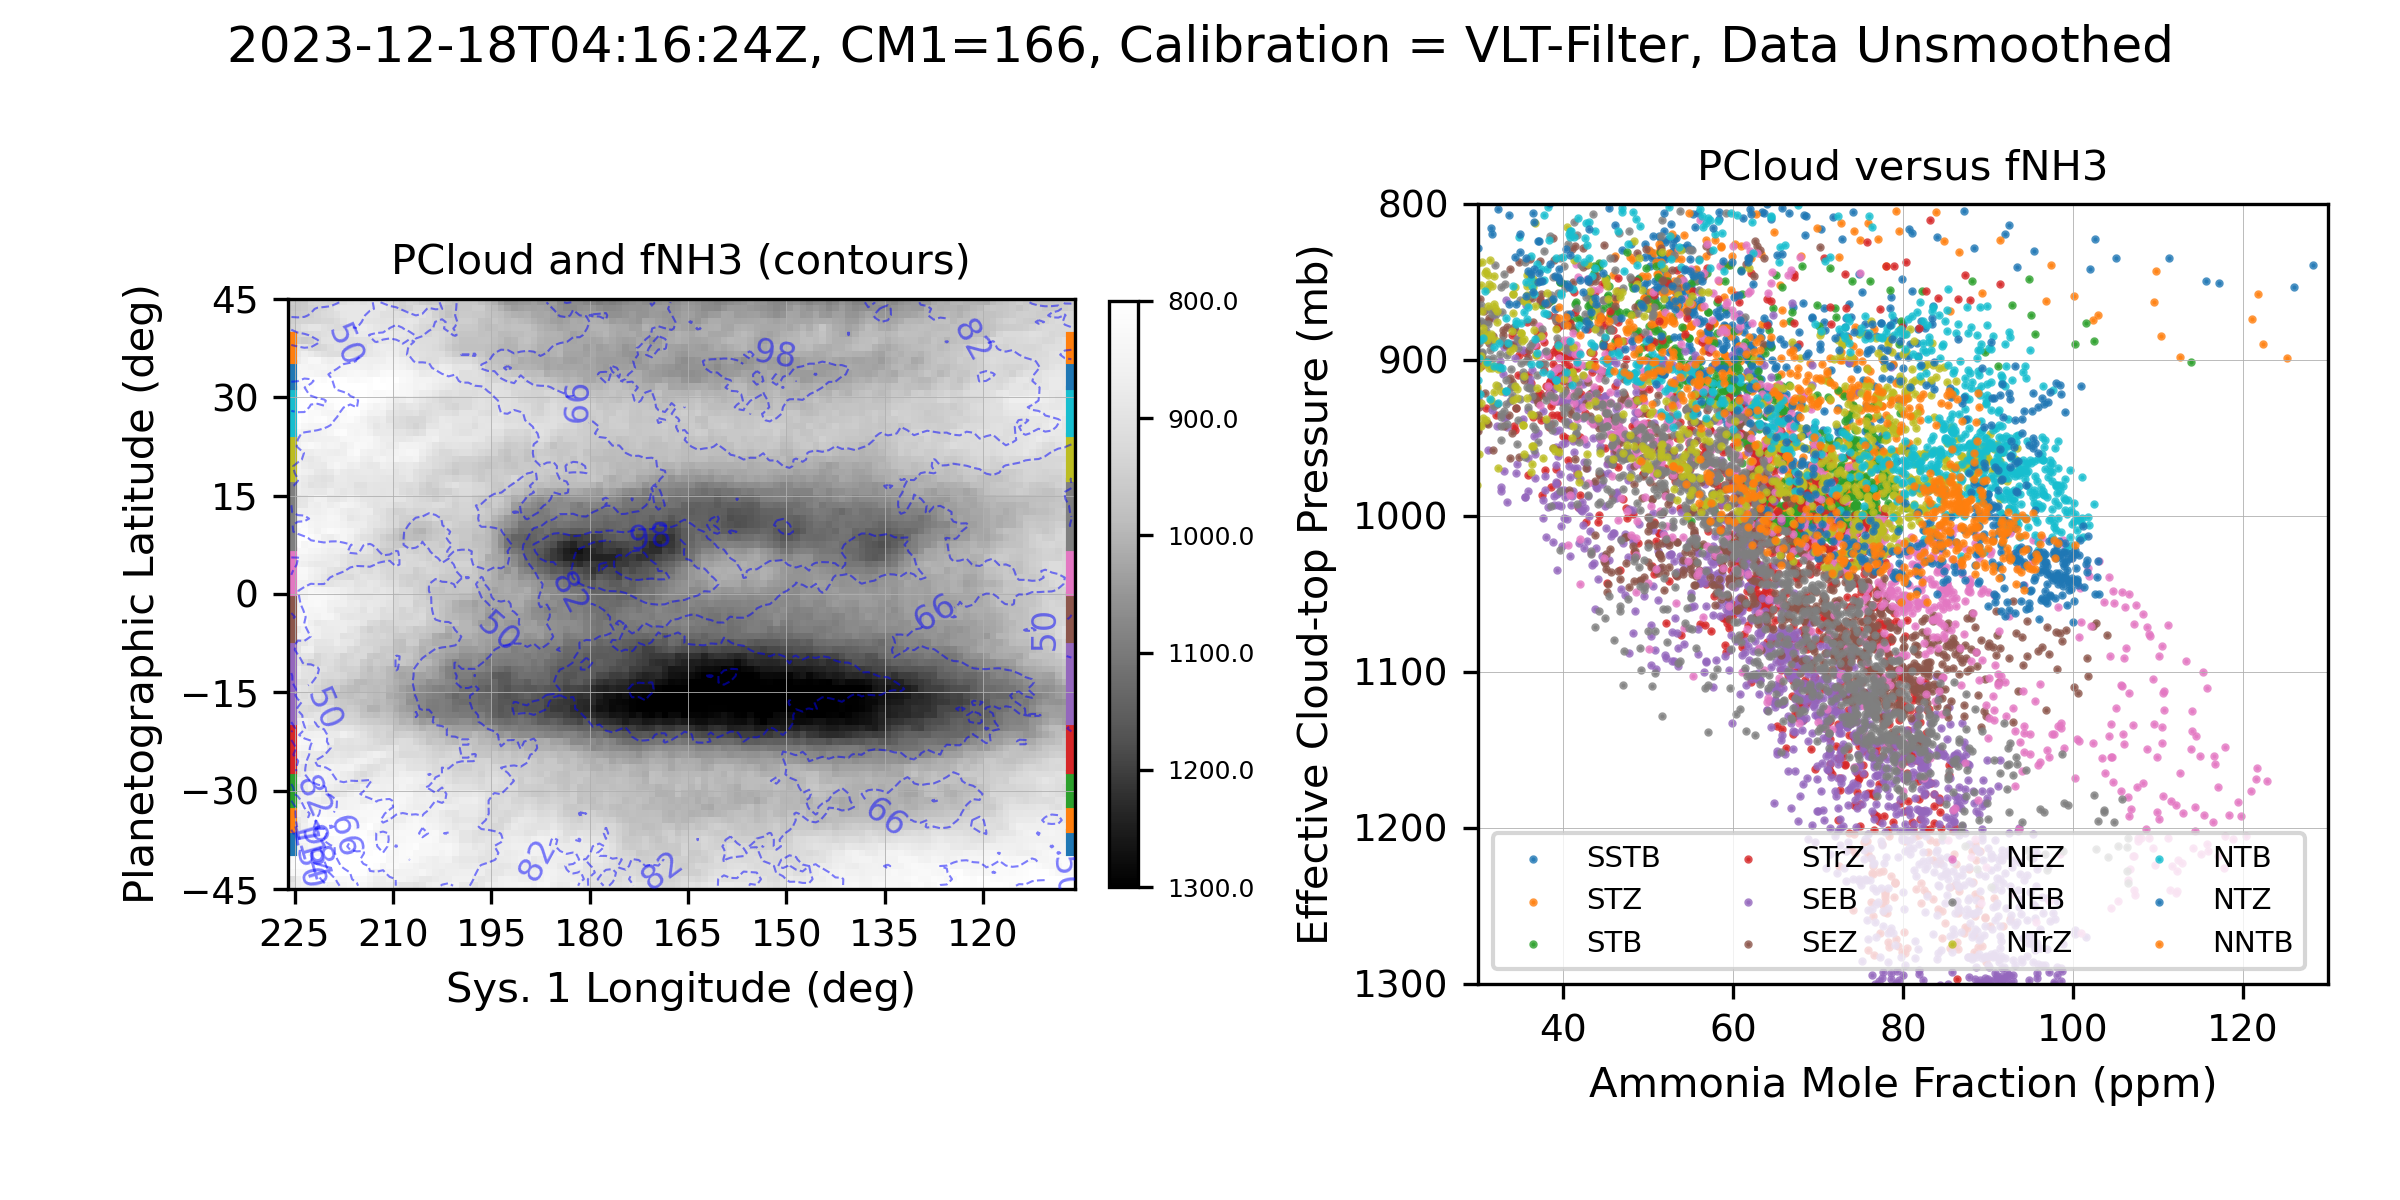 2023-12-18T04:16:24Z, CM1=166, Calibration = VLT-Filter, Data Unsmoothed
PCloud and fNH3 (contours)
Planetographic Latitude (deg)
45
30
15
0
−15
−30
−45
225 210 195 180 165 150 135 120
Sys. 1 Longitude (deg)
50
98
82
66
98
82
50
66
50
50
82
66
66
82
82
800.0
900.0
1000.0
1100.0
1200.0
1300.0
PCloud versus fNH3
Effective Cloud-top Pressure (mb)
800
900
1000
1100
1200
1300
SSTB STrZ NEZ NTB
STZ SEB NEB NTZ
STB SEZ NTrZ NNTB
40 60 80 100 120
Ammonia Mole Fraction (ppm)